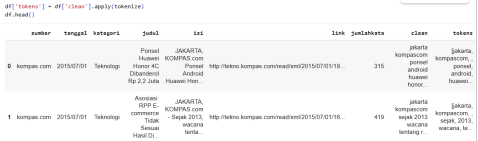 df['tokens'] = df['clean'].apply(tokenize)
df.head()
sumber tanggal kategori judul isi link jumlahkata clean tokens
0 kompas.com 2015/07/01 Teknologi Ponsel Huawei Honor 4C Dibanderol Rp 2,2 Juta JAKARTA, KOMPAS.com Ponsel Android Huawei Hon... http://tekno.kompas.com/read/xml/2015/07/01/18... 315 jakarta kompascom ponsel android huawei honor... [jakarta, kompascom, , ponsel, android, huawei...
1 kompas.com 2015/07/01 Teknologi Asosiasi: RPP E-commerce Tidak Sesuai Hasil Di... JAKARTA, KOMPAS.com - Sejak 2013, wacana tenta... http://tekno.kompas.com/read/xml/2015/07/01/16... 419 jakarta kompascom sejak 2013 wacana tentang r... [jakarta, kompascom, , sejak, 2013, wacana, te...